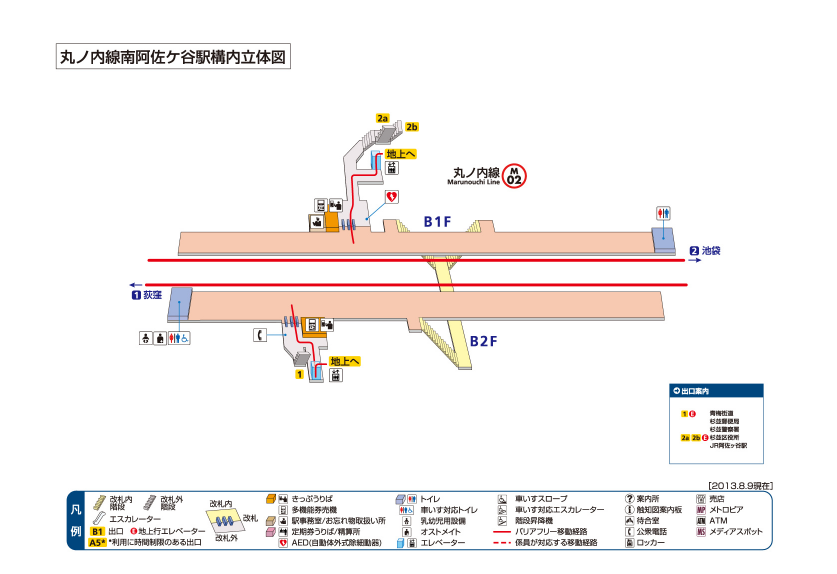 丸ノ内線南阿佐ケ谷駅構内立体図
2a
2b
地上へ
丸ノ内線
Marunouchi Line
M
02
B1F
2 池袋
1 荻窪
B2F
地上へ
1
出口案内
1 E 青梅街道
杉並郵便局
杉並警察署
2a 2b E 杉並区役所
JR阿佐ヶ谷駅
[2013.8.9現在]
凡例
改札内階段
改札外階段
エスカレーター
B1 出口 E 地上行エレベーター
A5* *利用に時間制限のある出口
改札内
改札
改札外
きっぷうりば
多機能券売機
駅事務室/お忘れ物取扱い所
定期券うりば/精算所
AED(自動体外式除細動器)
トイレ
車いす対応トイレ
乳幼児用設備
オストメイト
エレベーター
車いすスロープ
車いす対応エスカレーター
階段昇降機
バリアフリー移動経路
係員が対応する移動経路
案内所
触知図案内板
待合室
公衆電話
ロッカー
売店
メトロピア
ATM
メディアスポット